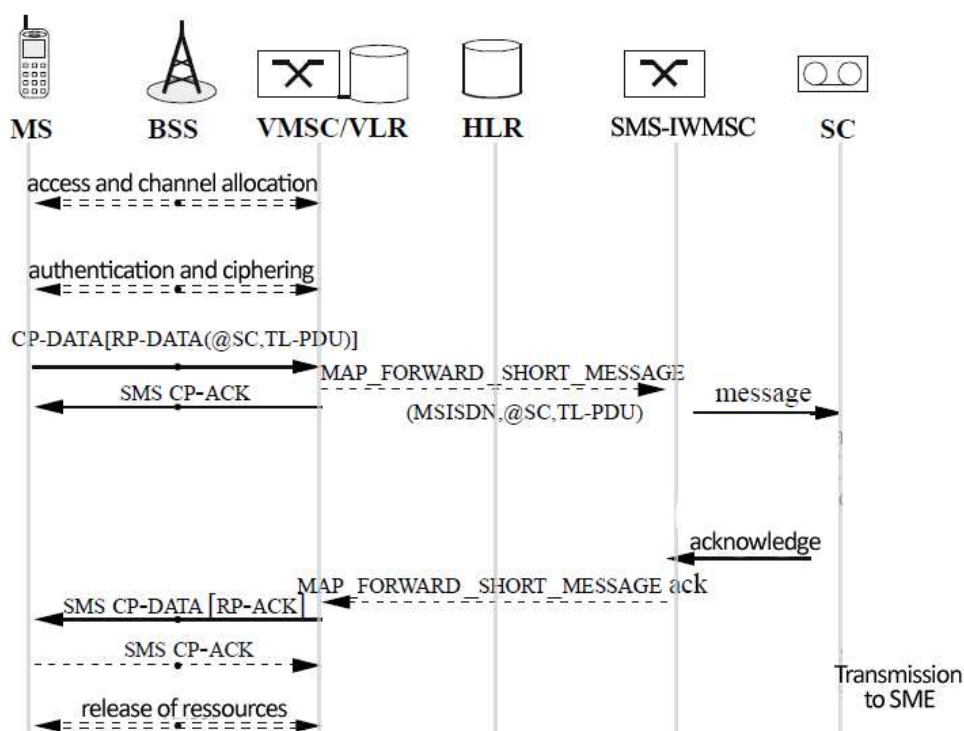 MS BSS VMSC/VLR HLR SMS-IWMSC SC
access and channel allocation
authentication and ciphering
CP-DATA[RP-DATA(@SC,TL-PDU)]
MAP_FORWARD_SHORT_MESSAGE
SMS CP-ACK
message
(MSISDN,@SC,TL-PDU)
acknowledge
MAP_FORWARD_SHORT_MESSAGE ack
SMS CP-DATA [RP-ACK]
SMS CP-ACK
Transmission
to SME
release of ressources